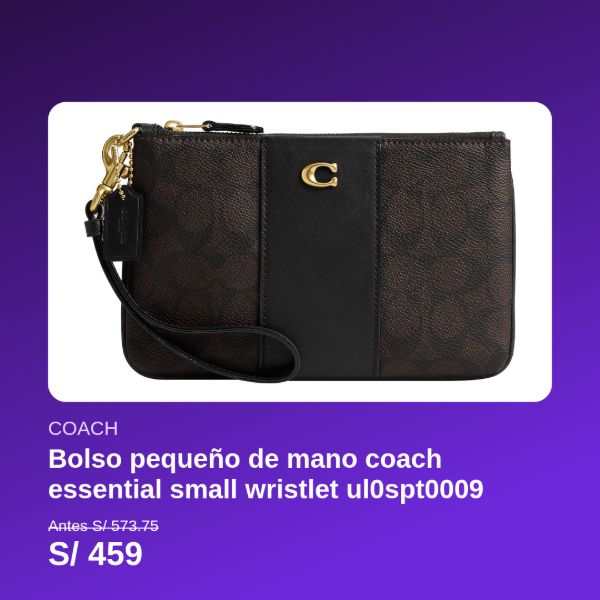 C
COACH
Bolso pequeño de mano coach
essential small wristlet ul0spt0009
Antes S/ 573.75
S/ 459